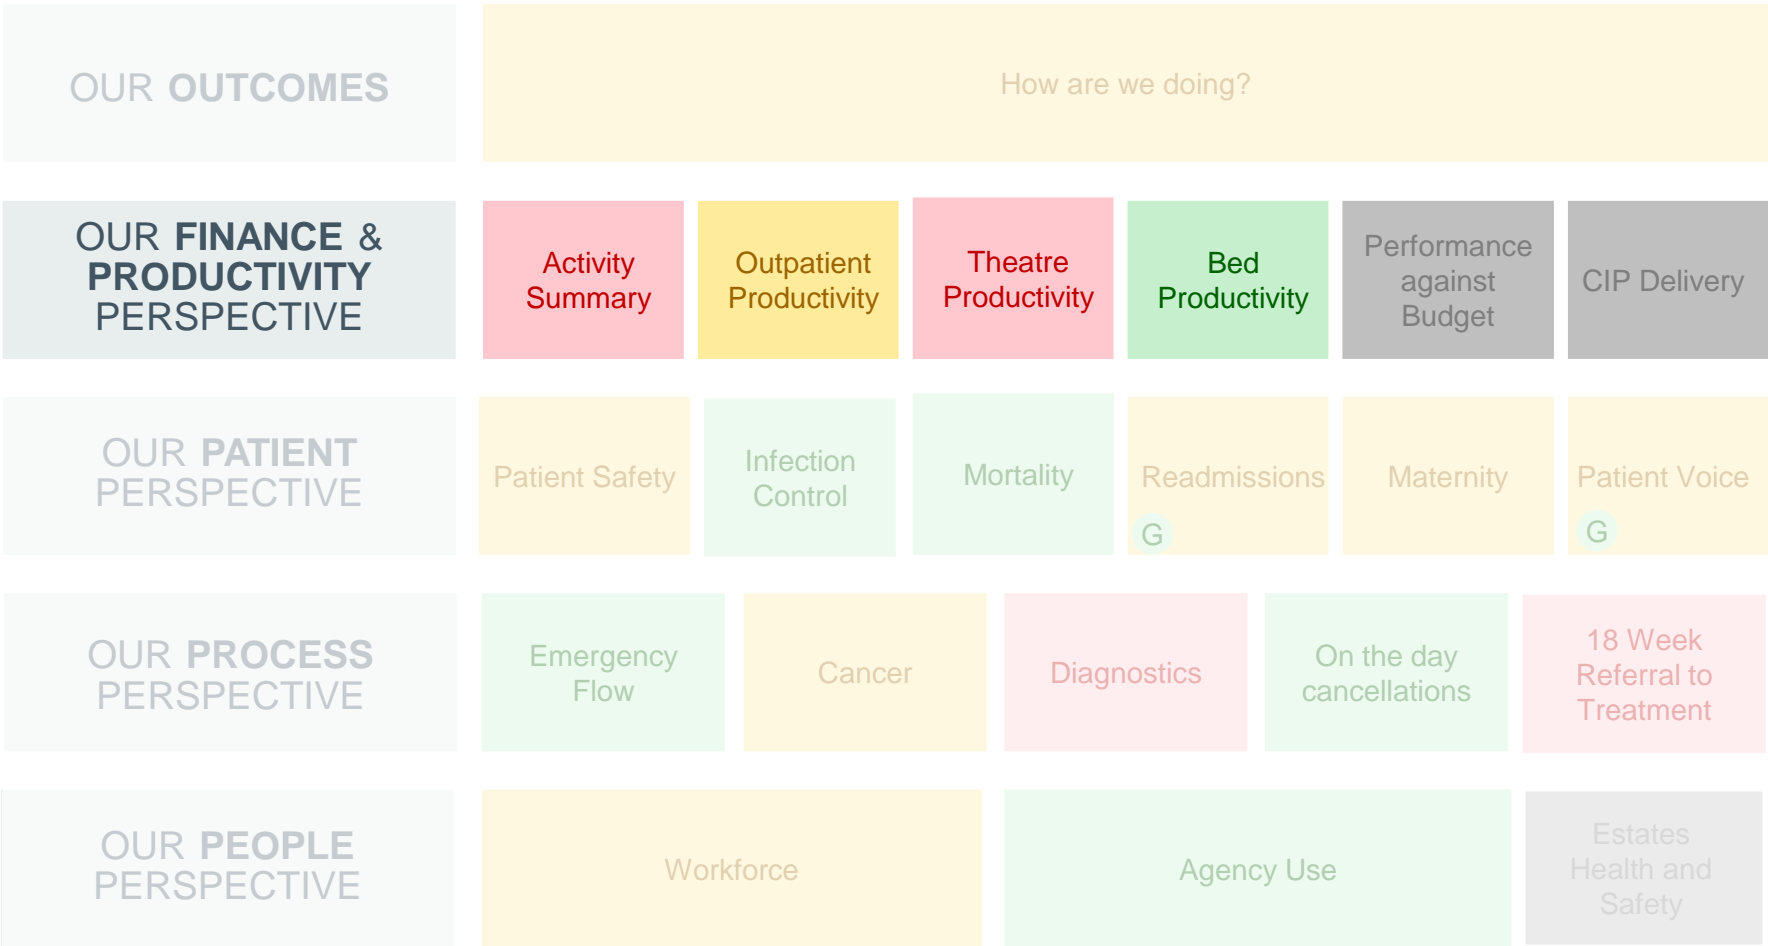 OUR OUTCOMES
How are we doing?
OUR FINANCE &
PRODUCTIVITY
PERSPECTIVE
Activity
Summary
Outpatient
Productivity
Theatre
Productivity
Bed
Productivity
Performance
against
Budget
CIP Delivery
OUR PATIENT
PERSPECTIVE
Patient Safety
Infection
Control
Mortality
Readmissions
G
Maternity
Patient Voice
G
OUR PROCESS
PERSPECTIVE
Emergency
Flow
Cancer
Diagnostics
On the day
cancellations
18 Week
Referral to
Treatment
OUR PEOPLE
PERSPECTIVE
Workforce
Agency Use
Estates
Health and
Safety